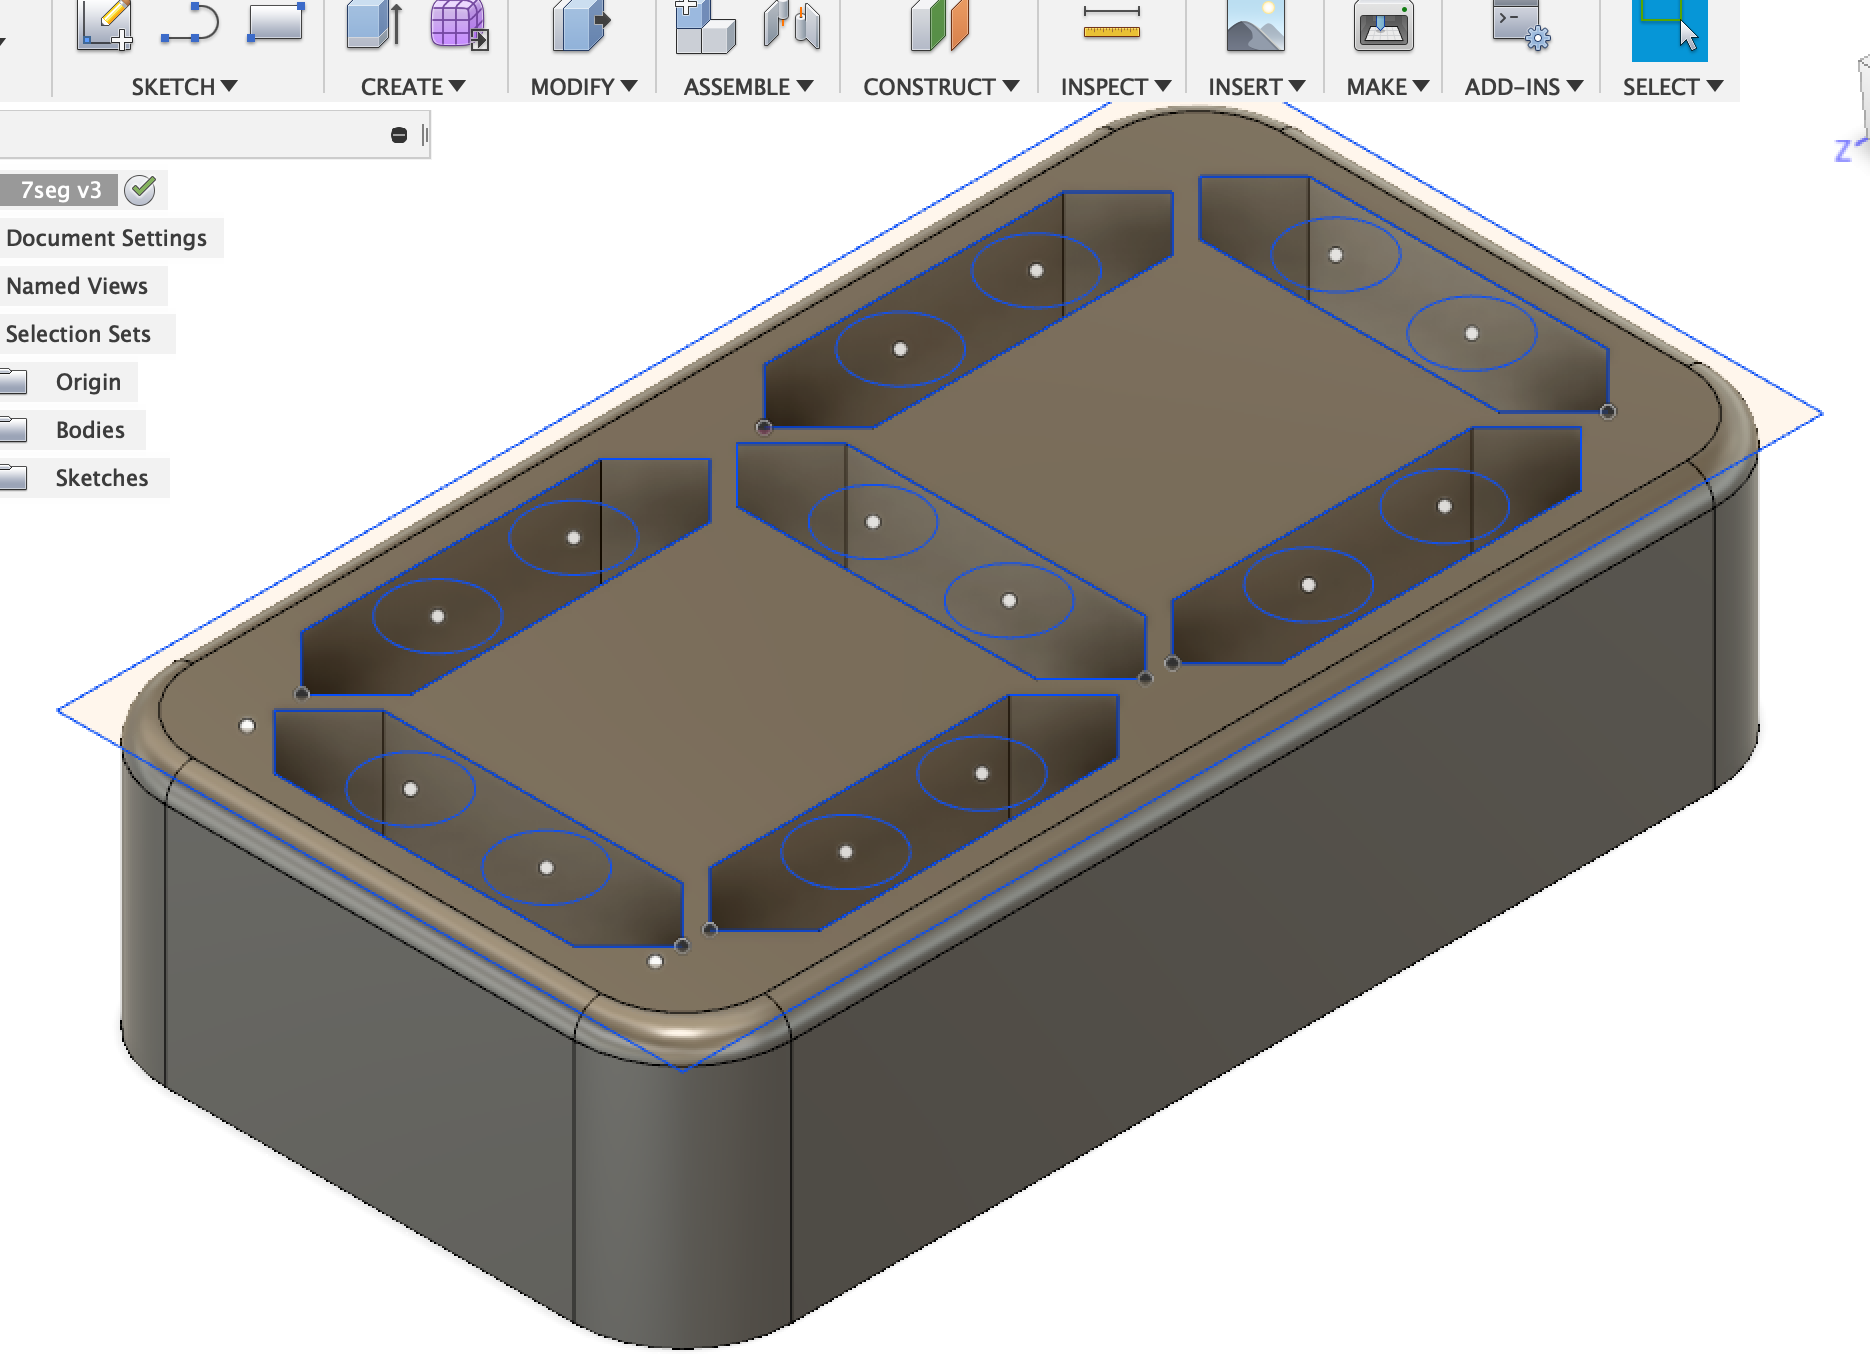 SKETCH CREATE MODIFY ASSEMBLE CONSTRUCT INSPECT INSERT MAKE ADD-INS SELECT
Z
7seg v3
Document Settings
Named Views
Selection Sets
Origin
Bodies
Sketches